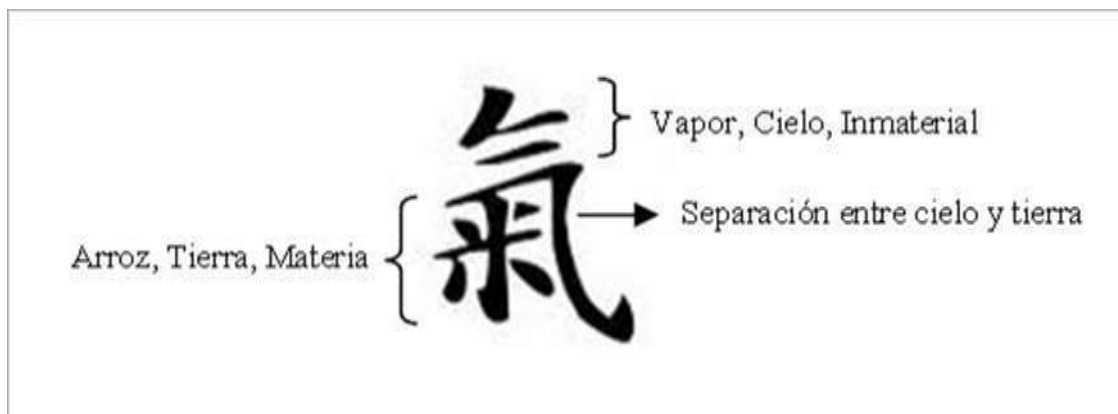 氣
Vapor, Cielo, Inmaterial
Separación entre cielo y tierra
Arroz, Tierra, Materia